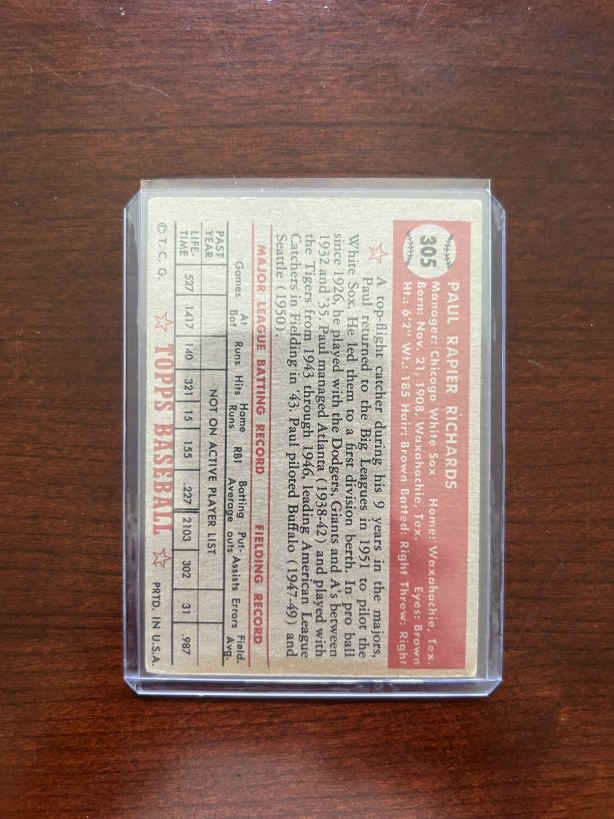 305
PAUL RAPIER RICHARDS
Manager: Chicago White Sox Home: Waxahachie, Tex.
Born: Nov. 21, 1908, Waxahachie, Tex. Eyes: Brown
Ht.: 6'2" Wt.: 185 Hair: Brown Batted: Right Threw: Right
A top-flight catcher during his 9 years in the majors,
Paul returned to the Big Leagues in 1951 to pilot the
White Sox. He led them to a first division berth. In pro ball
since 1926, he played with the Dodgers, Giants and A's between
1932 and '35. Paul managed Atlanta (1938-42) and played with
the Tigers from 1943 through 1946, leading American League
Catchers in Fielding in '43. Paul piloted Buffalo (1947-49) and
Seattle (1950).
MAJOR LEAGUE BATTING RECORD FIELDING RECORD
Games At Bat Runs Hits Home Runs RBI Batting Average Put-outs Assists Errors Field. Avg.
PAST YEAR NOT ON ACTIVE PLAYER LIST
LIFE-TIME 527 1417 140 321 15 155 .227 2103 302 31 .987
© T. C. G. TOPPS BASEBALL PRTD. IN U.S.A.